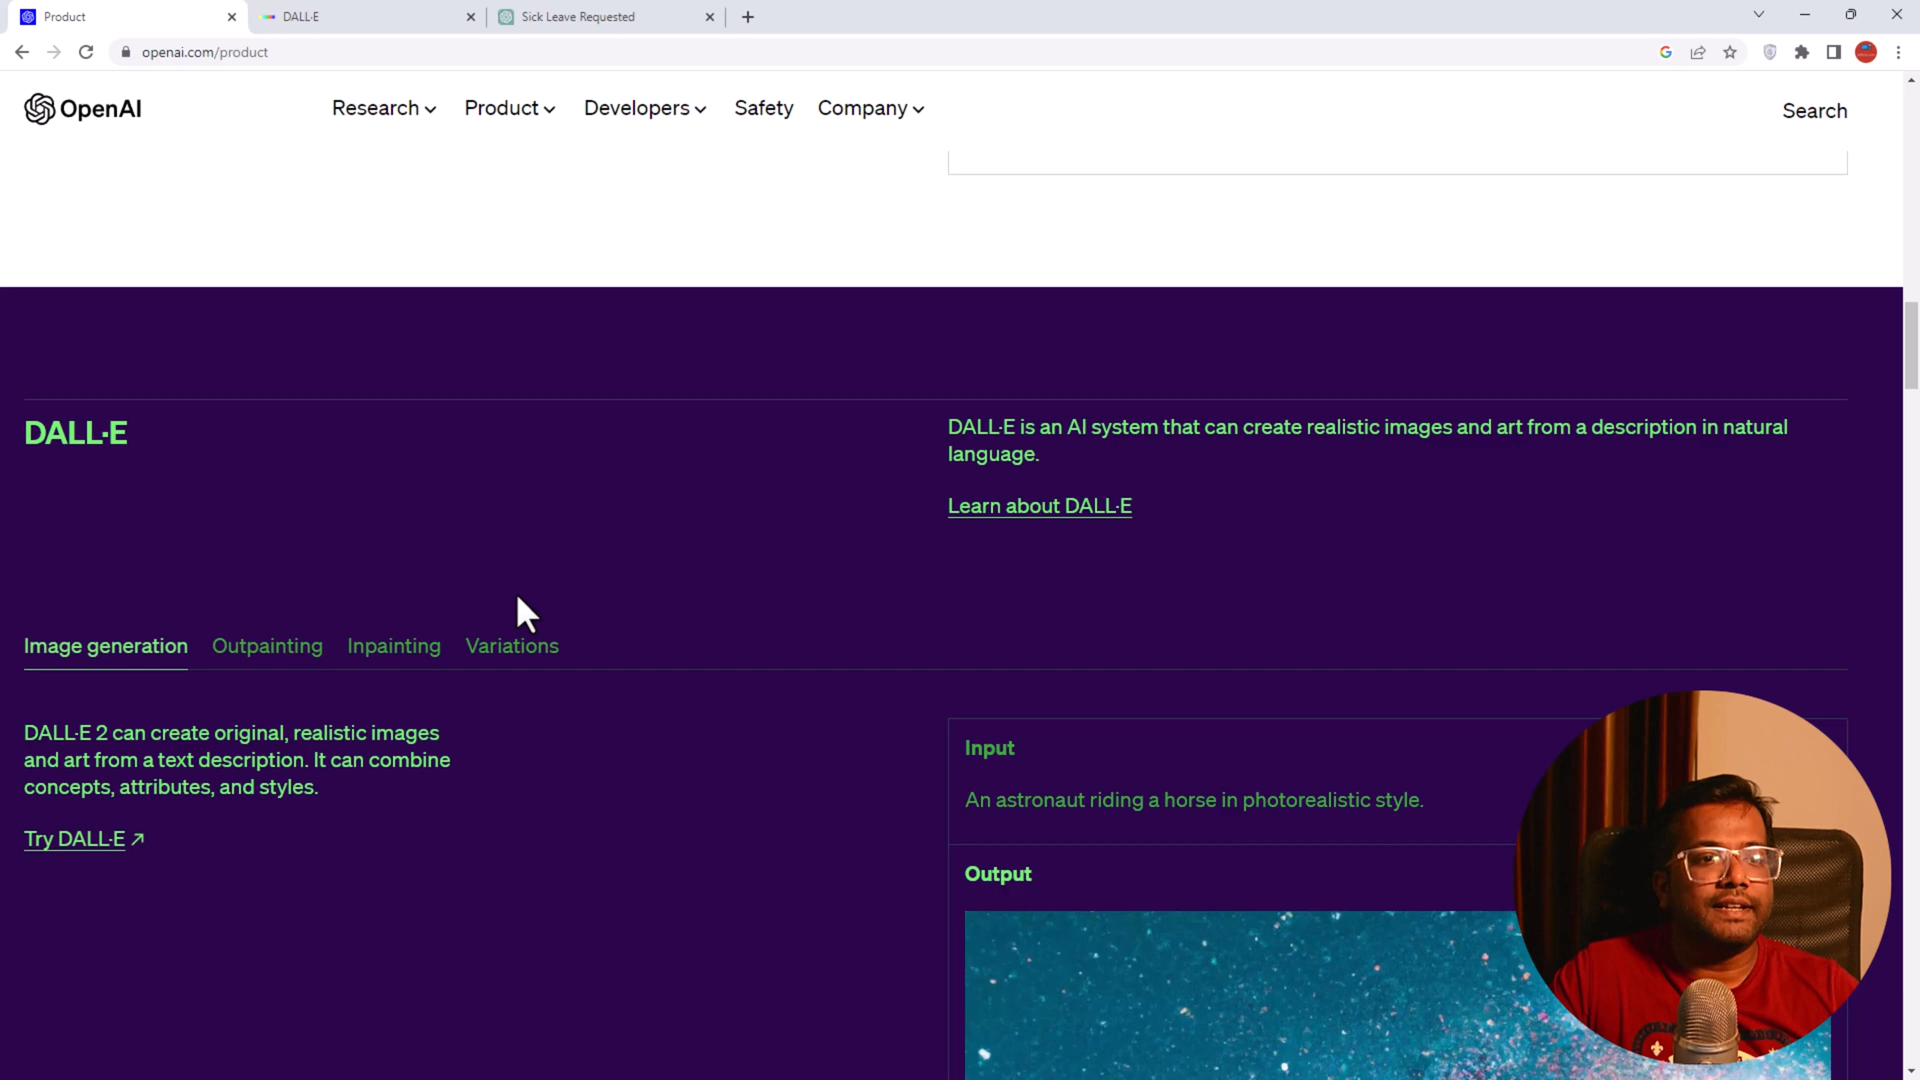 Product
DALL·E
Sick Leave Requested
openai.com/product
OpenAI
Research
Product
Developers
Safety
Company
Search
DALL·E
DALL·E is an AI system that can create realistic images and art from a description in natural
language.
Learn about DALL·E
Image generation
Outpainting
Inpainting
Variations
DALL·E 2 can create original, realistic images
and art from a text description. It can combine
concepts, attributes, and styles.
Try DALL·E ↗
Input
An astronaut riding a horse in photorealistic style.
Output